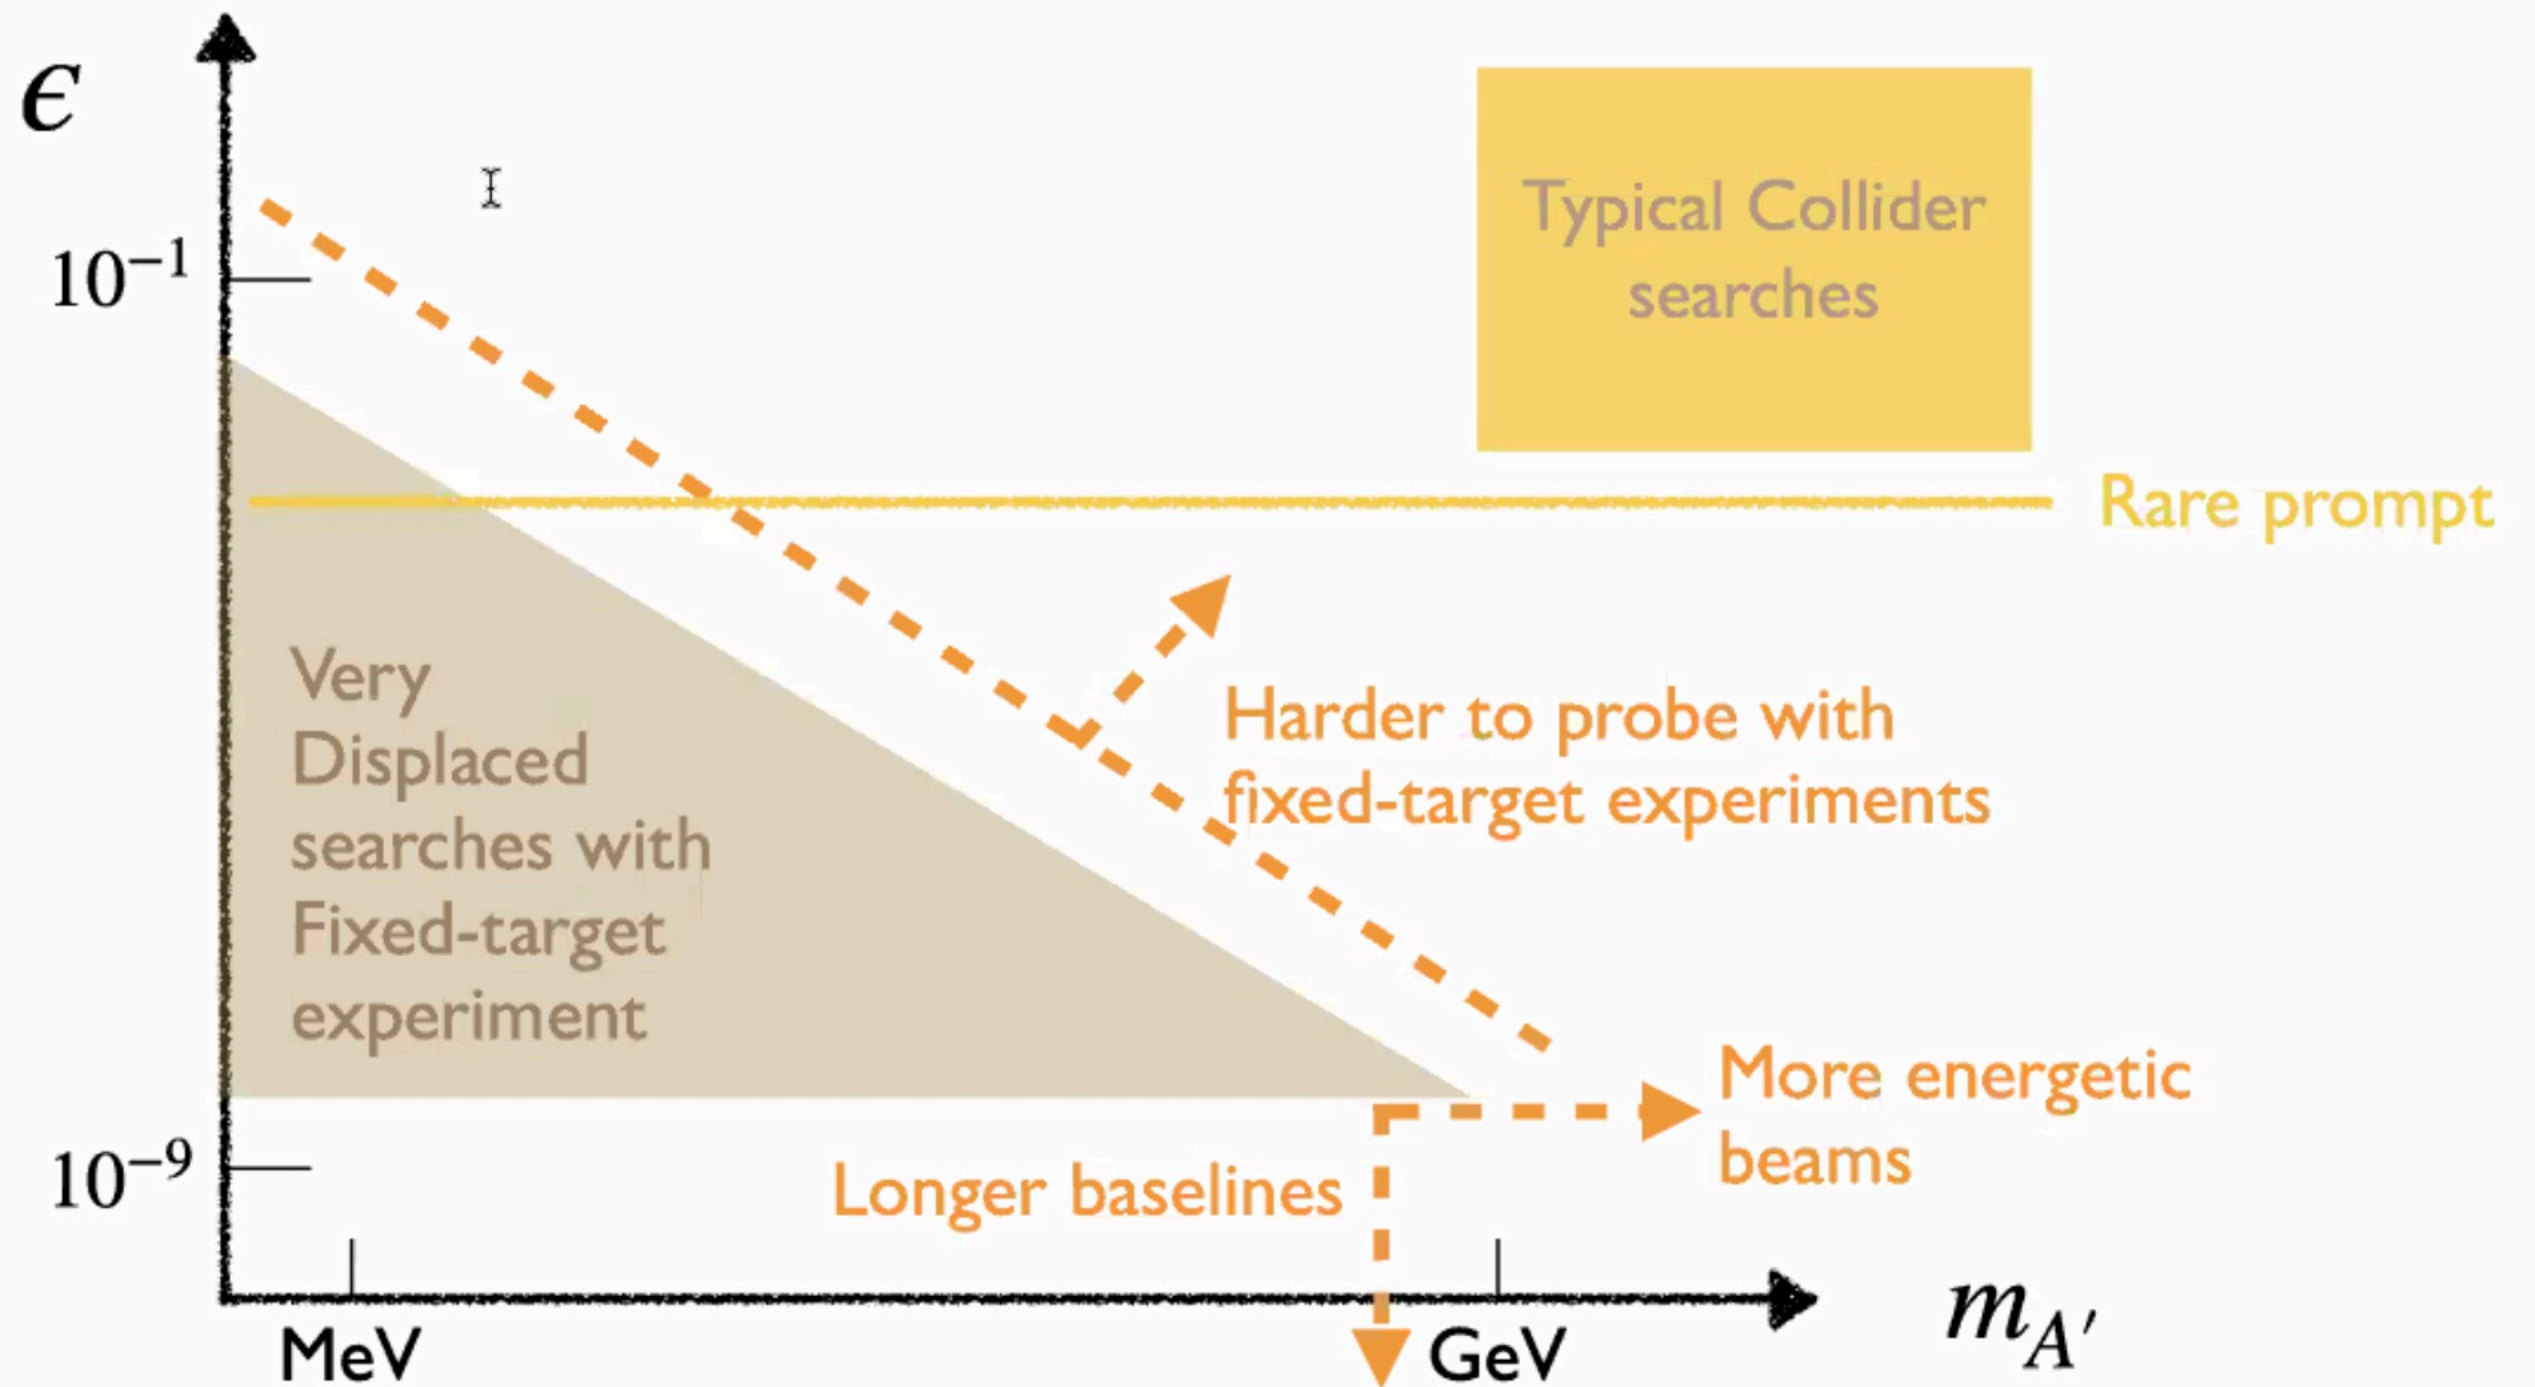 ϵ
10⁻¹
Typical Collider
searches
Rare prompt
Very
Displaced
searches with
Fixed-target
experiment
Harder to probe with
fixed-target experiments
More energetic
beams
Longer baselines
10⁻⁹
MeV
GeV
m_A′